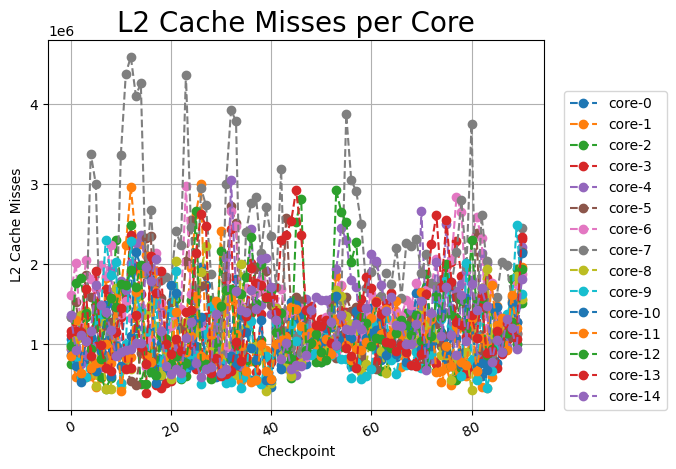 L2 Cache Misses per Core
1e6
4
3
2
1
L2 Cache Misses
0
20
40
60
80
Checkpoint
core-0
core-1
core-2
core-3
core-4
core-5
core-6
core-7
core-8
core-9
core-10
core-11
core-12
core-13
core-14